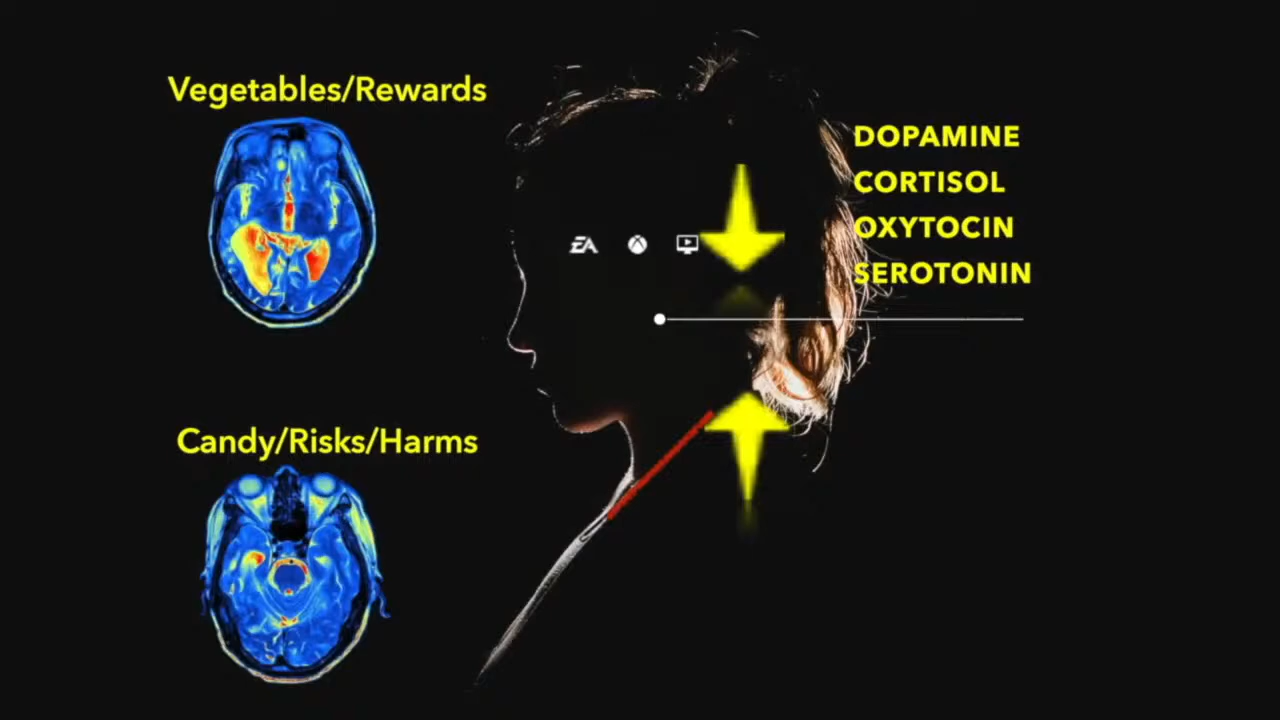 Vegetables/Rewards
DOPAMINE
CORTISOL
OXYTOCIN
SEROTONIN
EA
Candy/Risks/Harms